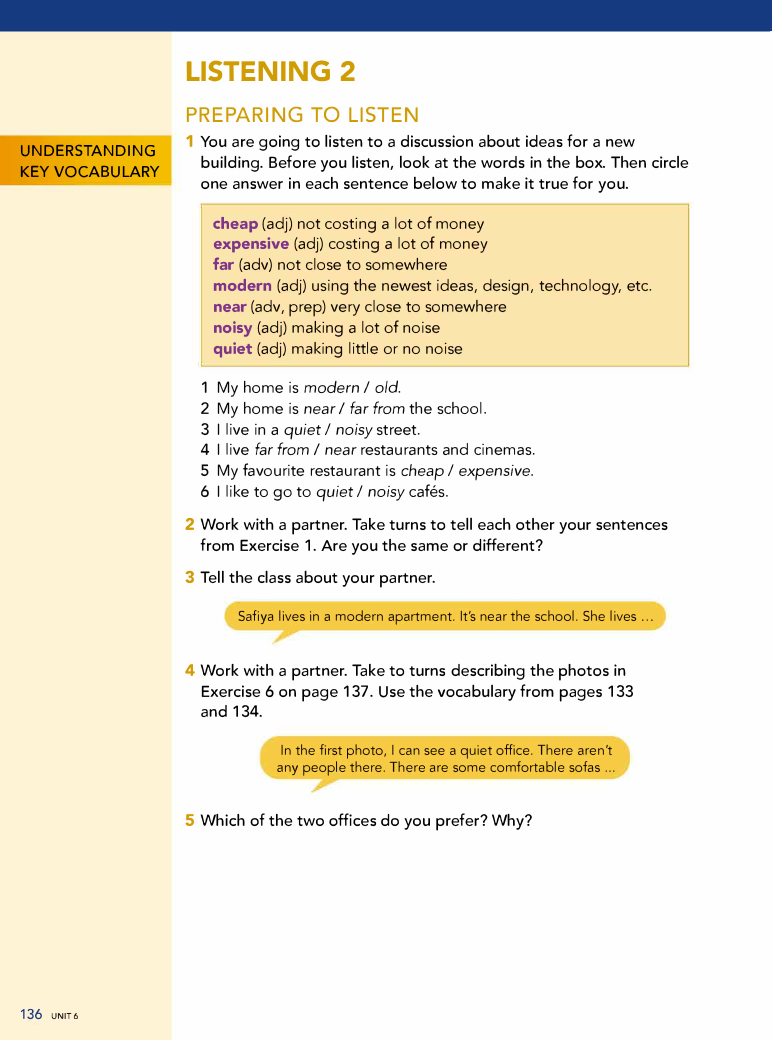 LISTENING 2
PREPARING TO LISTEN
UNDERSTANDING
KEY VOCABULARY
1 You are going to listen to a discussion about ideas for a new
building. Before you listen, look at the words in the box. Then circle
one answer in each sentence below to make it true for you.
cheap (adj) not costing a lot of money
expensive (adj) costing a lot of money
far (adv) not close to somewhere
modern (adj) using the newest ideas, design, technology, etc.
near (adv, prep) very close to somewhere
noisy (adj) making a lot of noise
quiet (adj) making little or no noise
1 My home is modern / old.
2 My home is near / far from the school.
3 I live in a quiet / noisy street.
4 I live far from / near restaurants and cinemas.
5 My favourite restaurant is cheap / expensive.
6 I like to go to quiet / noisy cafés.
2 Work with a partner. Take turns to tell each other your sentences
from Exercise 1. Are you the same or different?
3 Tell the class about your partner.
Safiya lives in a modern apartment. It's near the school. She lives …
4 Work with a partner. Take to turns describing the photos in
Exercise 6 on page 137. Use the vocabulary from pages 133
and 134.
In the first photo, I can see a quiet office. There aren't
any people there. There are some comfortable sofas ...
5 Which of the two offices do you prefer? Why?
136 UNIT 6